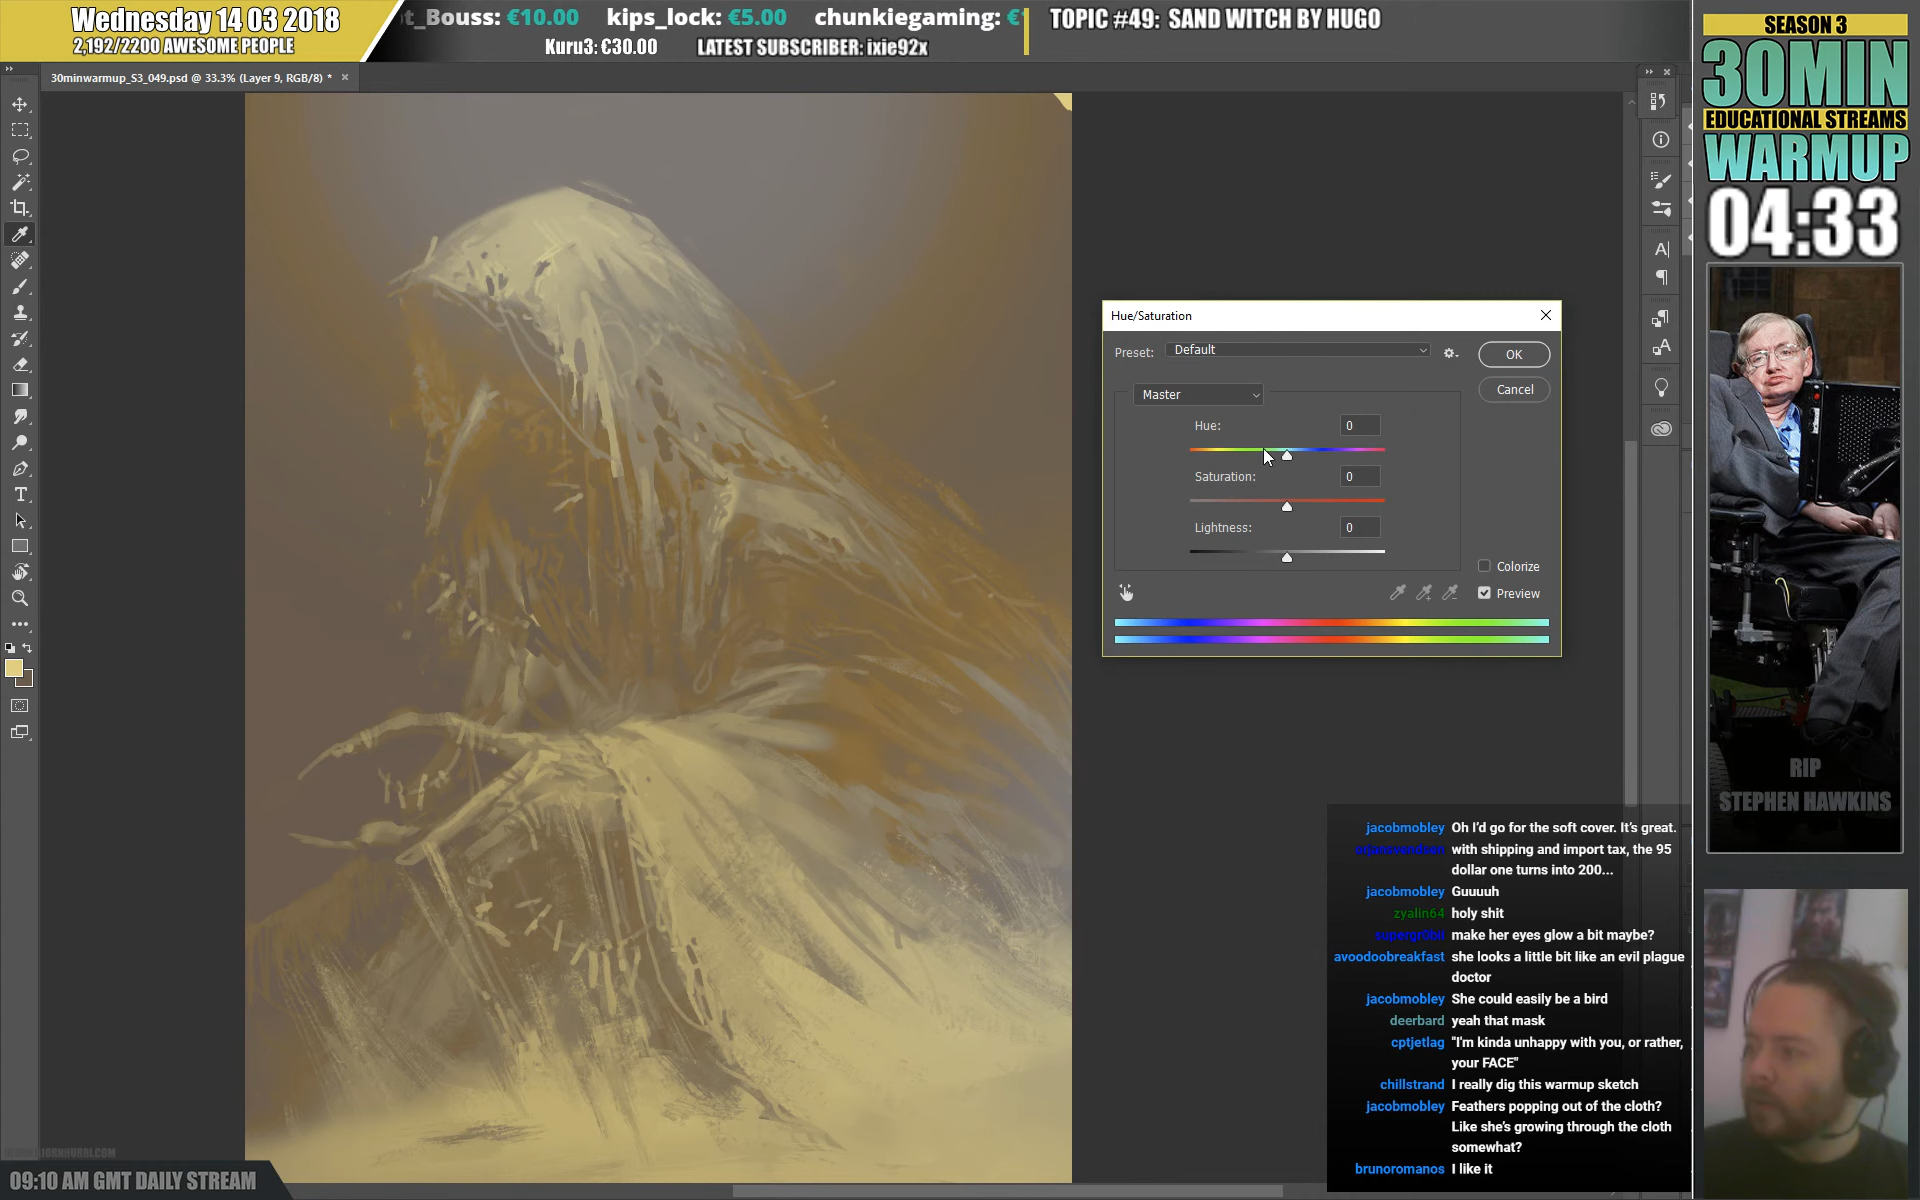 Wednesday 14 03 2018
2,192/2200 AWESOME PEOPLE
t_Bouss: €10.00 kips_lock: €5.00 chunkiegaming: €
Kuru3: €30.00 LATEST SUBSCRIBER: ixie92x
TOPIC #49: SAND WITCH BY HUGO
SEASON 3
30MIN
EDUCATIONAL STREAMS
WARMUP
04:33
30minwarmup_S3_049.psd @ 33.3% (Layer 9, RGB/8) *
Hue/Saturation
Preset: Default
OK
Cancel
Master
Hue: 0
Saturation: 0
Lightness: 0
Colorize
Preview
RIP
STEPHEN HAWKINS
jacobmobley Oh I'd go for the soft cover. It's great.
with shipping and import tax, the 95
dollar one turns into 200...
jacobmobley Guuuuh
zyalin64 holy shit
supergr0bi make her eyes glow a bit maybe?
avoodoobreakfast she looks a little bit like an evil plague
doctor
jacobmobley She could easily be a bird
deerbard yeah that mask
cptjetlag "I'm kinda unhappy with you, or rather,
your FACE"
chillstrand I really dig this warmup sketch
jacobmobley Feathers popping out of the cloth?
Like she's growing through the cloth
somewhat?
brunoromanos I like it
09:10 AM GMT DAILY STREAM